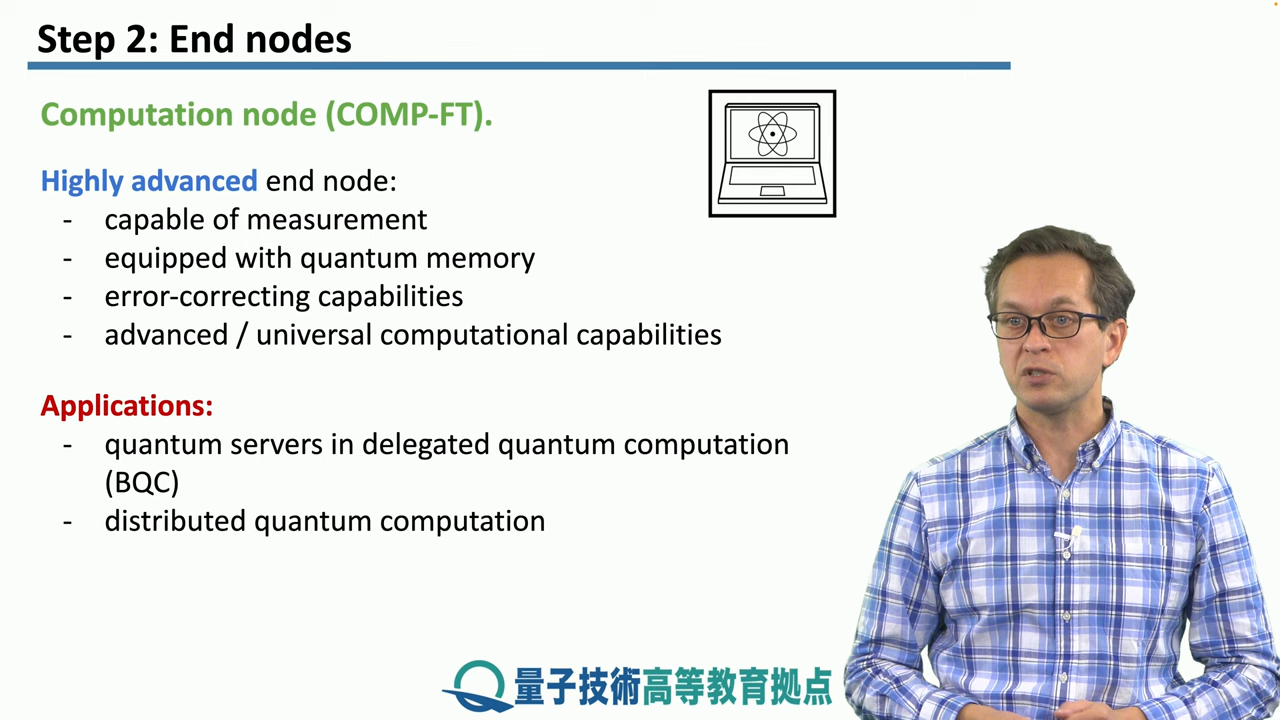 Step 2: End nodes
Computation node (COMP-FT).
Highly advanced end node:
- capable of measurement
- equipped with quantum memory
- error-correcting capabilities
- advanced / universal computational capabilities
Applications:
- quantum servers in delegated quantum computation
(BQC)
- distributed quantum computation
量子技術高等教育拠点